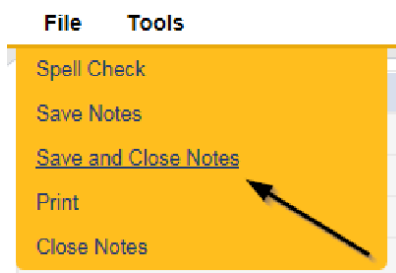 File Tools
Spell Check
Save Notes
Save and Close Notes
Print
Close Notes